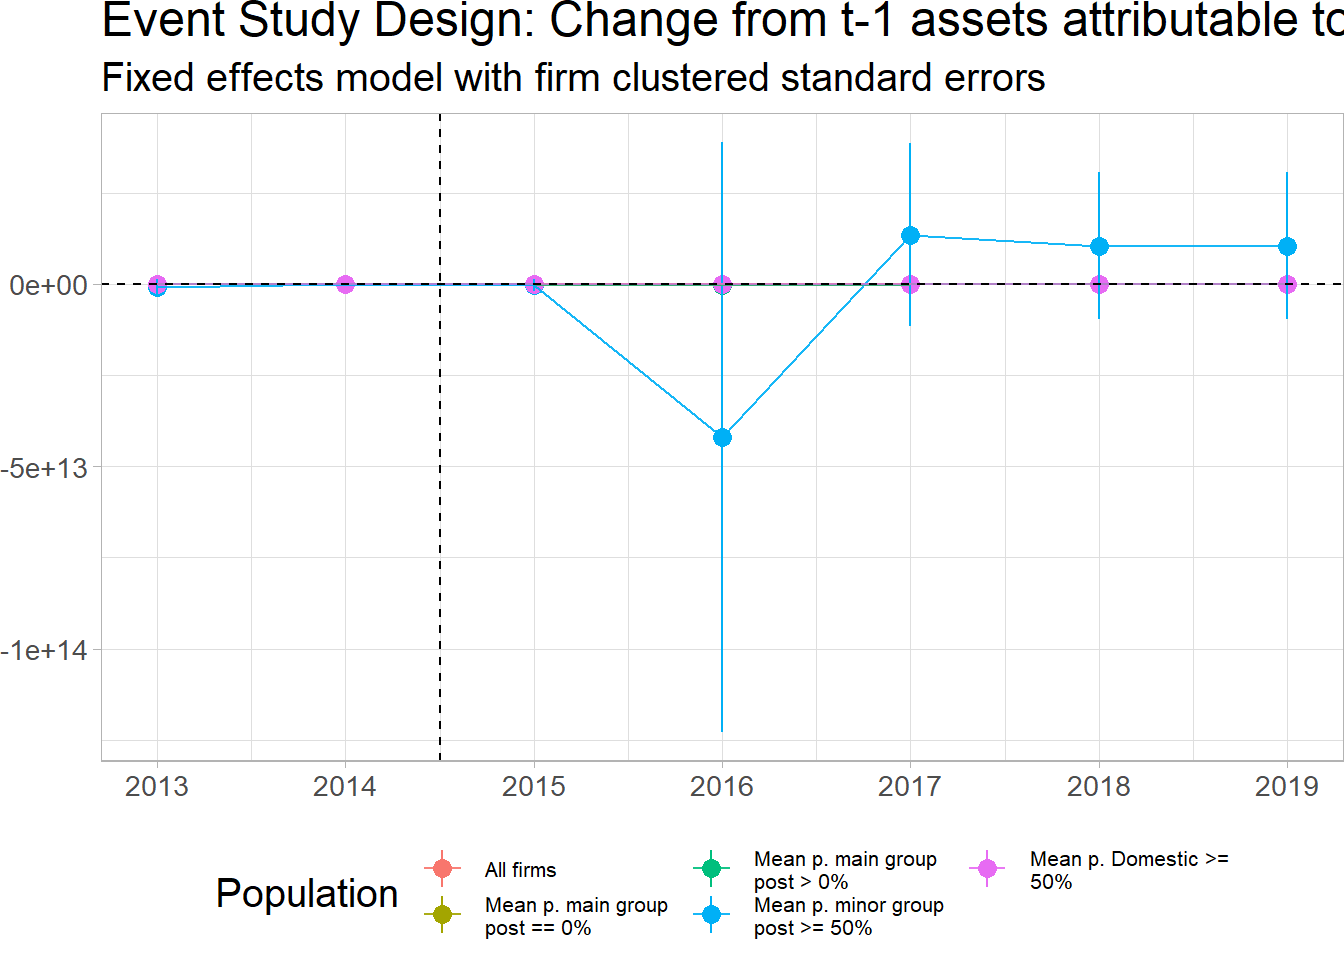 Event Study Design: Change from t-1 assets attributable to
Fixed effects model with firm clustered standard errors
0e+00
-5e+13
-1e+14
2013 2014 2015 2016 2017 2018 2019
Population
All firms
Mean p. main group
post == 0%
Mean p. main group
post > 0%
Mean p. minor group
post >= 50%
Mean p. Domestic >=
50%